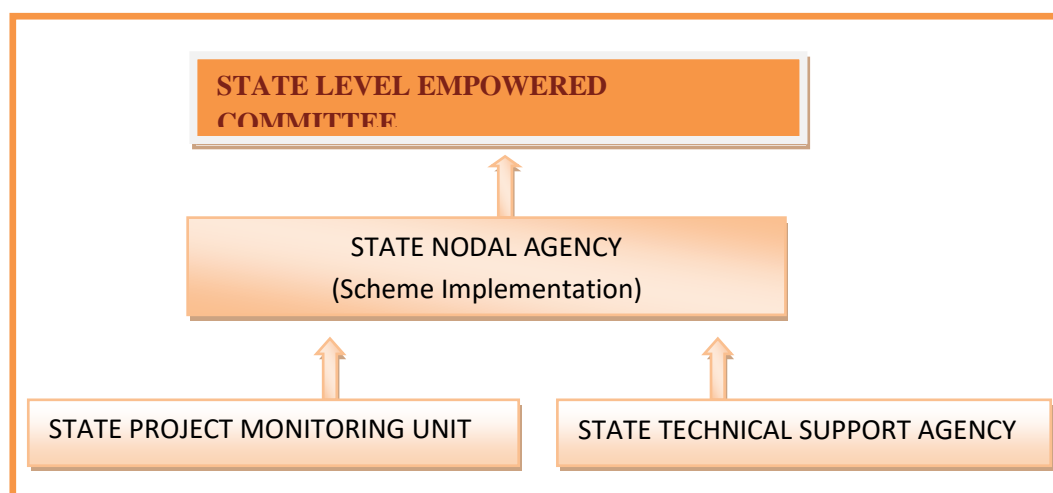 STATE LEVEL EMPOWERED
COMMITTEE
STATE NODAL AGENCY
(Scheme Implementation)
STATE PROJECT MONITORING UNIT
STATE TECHNICAL SUPPORT AGENCY